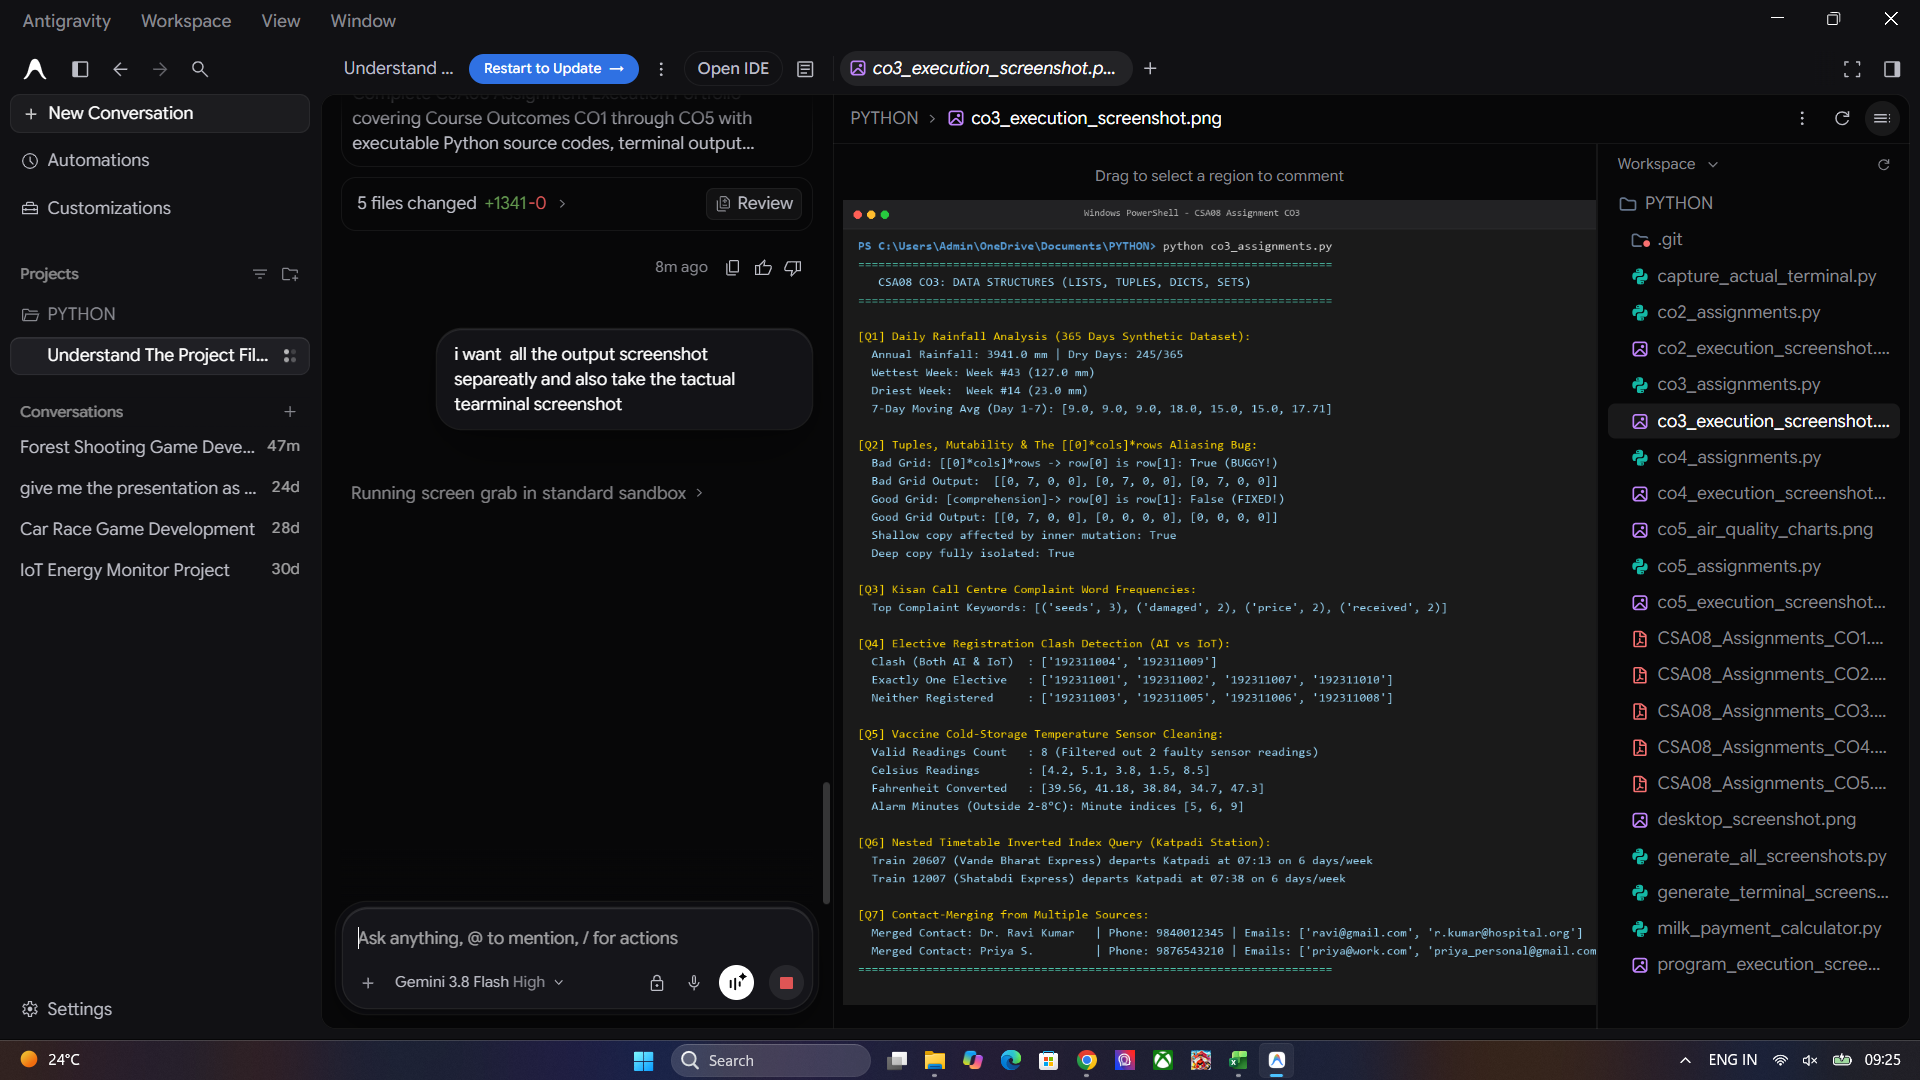 Antigravity Workspace View Window
Understand ... Restart to Update → Open IDE co3_execution_screenshot.p...
New Conversation
Automations
Customizations
Projects
PYTHON
Understand The Project Fil...
Conversations
Forest Shooting Game Deve... 47m
give me the presentation as ... 24d
Car Race Game Development 28d
IoT Energy Monitor Project 30d
Settings
covering Course Outcomes CO1 through CO5 with
executable Python source codes, terminal output...
5 files changed +1341-0 > Review
8m ago
i want all the output screenshot
separeatly and also take the tactual
tearminal screenshot
Running screen grab in standard sandbox >
Ask anything, @ to mention, / for actions
+ Gemini 3.8 Flash High
PYTHON > co3_execution_screenshot.png
Drag to select a region to comment
Windows PowerShell - CSA08 Assignment CO3
PS C:\Users\Admin\OneDrive\Documents\PYTHON> python co3_assignments.py
======================================================================
CSA08 CO3: DATA STRUCTURES (LISTS, TUPLES, DICTS, SETS)
======================================================================
[Q1] Daily Rainfall Analysis (365 Days Synthetic Dataset):
Annual Rainfall: 3941.0 mm | Dry Days: 245/365
Wettest Week: Week #43 (127.0 mm)
Driest Week:  Week #14 (23.0 mm)
7-Day Moving Avg (Day 1-7): [9.0, 9.0, 9.0, 18.0, 15.0, 15.0, 17.71]
[Q2] Tuples, Mutability & The [[0]*cols]*rows Aliasing Bug:
Bad Grid: [[0]*cols]*rows -> row[0] is row[1]: True (BUGGY!)
Bad Grid Output:  [[0, 7, 0, 0], [0, 7, 0, 0], [0, 7, 0, 0]]
Good Grid: [comprehension]-> row[0] is row[1]: False (FIXED!)
Good Grid Output: [[0, 7, 0, 0], [0, 0, 0, 0], [0, 0, 0, 0]]
Shallow copy affected by inner mutation: True
Deep copy fully isolated: True
[Q3] Kisan Call Centre Complaint Word Frequencies:
Top Complaint Keywords: [('seeds', 3), ('damaged', 2), ('price', 2), ('received', 2)]
[Q4] Elective Registration Clash Detection (AI vs IoT):
Clash (Both AI & IoT)  : ['192311004', '192311009']
Exactly One Elective   : ['192311001', '192311002', '192311007', '192311010']
Neither Registered     : ['192311003', '192311005', '192311006', '192311008']
[Q5] Vaccine Cold-Storage Temperature Sensor Cleaning:
Valid Readings Count   : 8 (Filtered out 2 faulty sensor readings)
Celsius Readings       : [4.2, 5.1, 3.8, 1.5, 8.5]
Fahrenheit Converted   : [39.56, 41.18, 38.84, 34.7, 47.3]
Alarm Minutes (Outside 2-8°C): Minute indices [5, 6, 9]
[Q6] Nested Timetable Inverted Index Query (Katpadi Station):
Train 20607 (Vande Bharat Express) departs Katpadi at 07:13 on 6 days/week
Train 12007 (Shatabdi Express) departs Katpadi at 07:38 on 6 days/week
[Q7] Contact-Merging from Multiple Sources:
Merged Contact: Dr. Ravi Kumar   | Phone: 9840012345 | Emails: ['ravi@gmail.com', 'r.kumar@hospital.org']
Merged Contact: Priya S.         | Phone: 9876543210 | Emails: ['priya@work.com', 'priya_personal@gmail.com
======================================================================
Workspace
PYTHON
.git
capture_actual_terminal.py
co2_assignments.py
co2_execution_screenshot....
co3_assignments.py
co3_execution_screenshot....
co4_assignments.py
co4_execution_screenshot...
co5_air_quality_charts.png
co5_assignments.py
co5_execution_screenshot...
CSA08_Assignments_CO1....
CSA08_Assignments_CO2....
CSA08_Assignments_CO3....
CSA08_Assignments_CO4....
CSA08_Assignments_CO5....
desktop_screenshot.png
generate_all_screenshots.py
generate_terminal_screens...
milk_payment_calculator.py
program_execution_scree...
24°C Search ENG IN 09:25